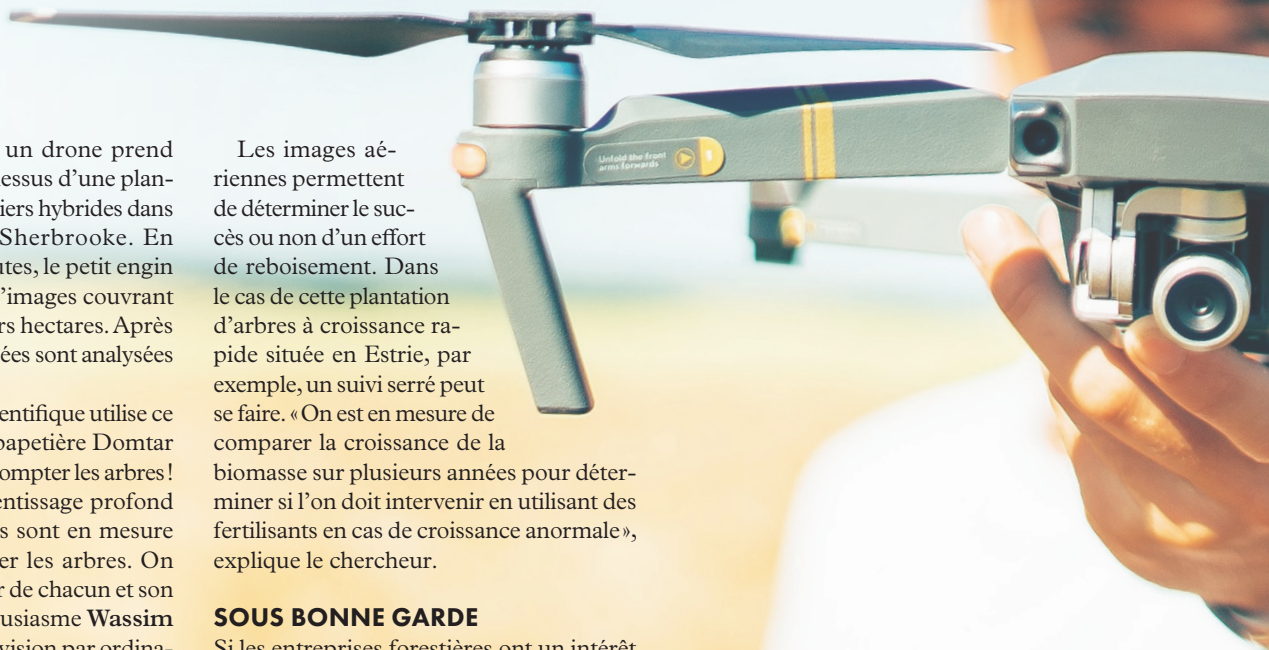 un drone prend
essus d'une plan-
iers hybrides dans
Sherbrooke. En
utes, le petit engin
'images couvrant
rs hectares. Après
ées sont analysées
entifique utilise ce
papetière Domtar
ompter les arbres !
entissage profond
s sont en mesure
er les arbres. On
r de chacun et son
ousiasme Wassim
vision par ordina-
Les images aé-
riennes permettent
de déterminer le suc-
cès ou non d'un effort
de reboisement. Dans
le cas de cette plantation
d'arbres à croissance ra-
pide située en Estrie, par
exemple, un suivi serré peut
se faire. « On est en mesure de
comparer la croissance de la
biomasse sur plusieurs années pour déter-
miner si l'on doit intervenir en utilisant des
fertilisants en cas de croissance anormale »,
explique le chercheur.
SOUS BONNE GARDE
Si les entreprises forestières ont un intérêt
Unfold the front
arms forwards